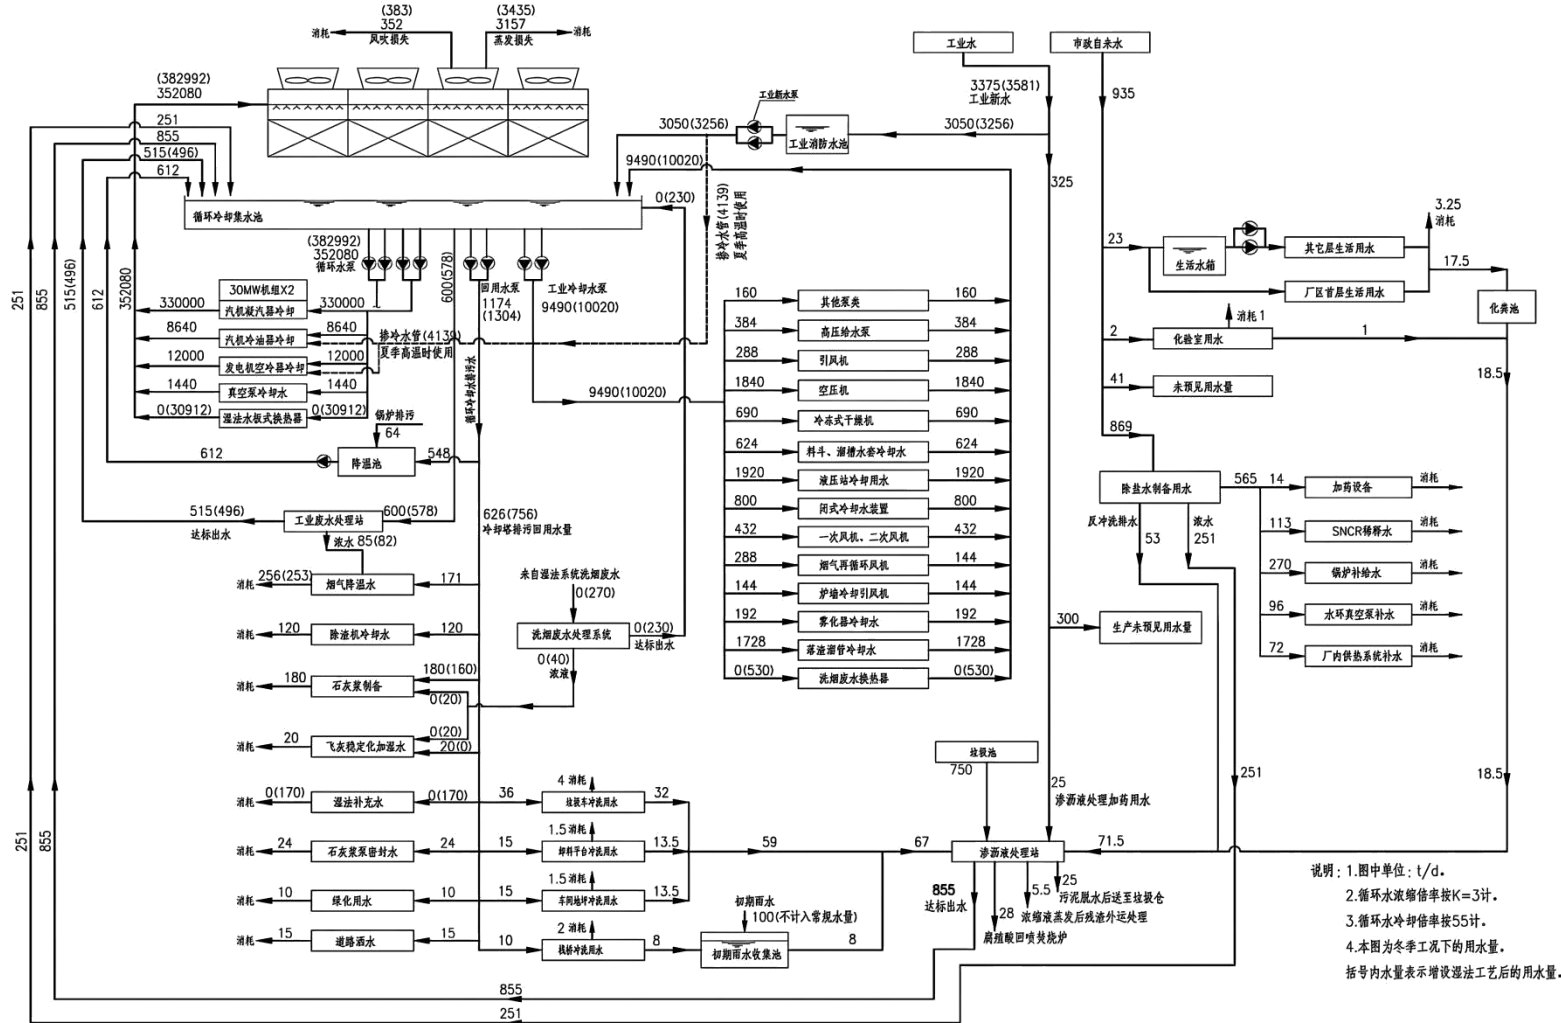 (383)
352
风吹损失
消耗
(3435)
3157
蒸发损失
消耗
(382992)
352080
251
855
515(496)
612
工业水
3375(3581)
工业新水
市政自来水
935
工业新水泵
3050(3256)
工业消防水池
3050(3256)
9490(10020)
325
0(230)
掺冷水管(4139)
夏季高温时使用
循环冷却集水池
(382992)
352080
循环水泵
600(578)
回用水泵
1174
(1304)
工业冷却水泵
9490(10020)
251
855
515(496)
612
352080
30MW机组X2
330000
汽机凝汽器冷却
330000
8640
汽机冷油器冷却
8640
掺冷水管(4139)
夏季高温时使用
12000
发电机空冷器冷却
12000
1440
真空泵冷却水
1440
0(30912)
湿法水板式换热器
0(30912)
循环冷却水排污水
锅炉排污
64
612
降温池
548
9490(10020)
515(496)
达标出水
工业废水处理站
600(578)
浓水 85(82)
626(756)
冷却塔排污回用水量
消耗
256(253)
烟气降温水
171
消耗
120
除渣机冷却水
120
消耗
180
石灰浆制备
180(160)
0(20)
消耗
20
飞灰稳定化加湿水
0(20)
20(0)
消耗
0(170)
湿法补充水
0(170)
消耗
24
石灰浆泵密封水
24
消耗
10
绿化用水
10
消耗
15
道路洒水
15
来自湿法系统洗烟废水
0(270)
洗烟废水处理系统
0(230)
达标出水
0(40)
浓液
160
其他泵类
160
384
高压给水泵
384
288
引风机
288
1840
空压机
1840
690
冷冻式干燥机
690
624
料斗、溜槽水套冷却水
624
1920
液压站冷却用水
1920
800
闭式冷却水装置
800
432
一次风机、二次风机
432
288
烟气再循环风机
144
144
炉墙冷却引风机
144
192
雾化器冷却水
192
1728
落渣溜管冷却水
1728
0(530)
洗烟废水换热器
0(530)
36
4 消耗
垃圾车冲洗用水
32
15
1.5 消耗
卸料平台冲洗用水
13.5
15
1.5 消耗
车间地坪冲洗用水
13.5
10
2 消耗
栈桥冲洗用水
8
59
初期雨水
100(不计入常规水量)
初期雨水收集池
8
67
垃圾池
750
25
渗沥液处理加药用水
渗沥液处理站
71.5
855
达标出水
28
腐殖酸回喷焚烧炉
5.5
浓缩液蒸发后残渣外运处理
25
污泥脱水后送至垃圾仓
23
生活水箱
其它层生活用水
3.25
消耗
17.5
厂区首层生活用水
化粪池
2
化验室用水
消耗 1
1
18.5
41
未预见用水量
869
除盐水制备用水
565
反冲洗排水
53
浓水
251
14
加药设备
消耗
113
SNCR稀释水
消耗
270
锅炉补给水
消耗
96
水环真空泵补水
消耗
72
厂内供热系统补水
消耗
300
生产未预见用水量
251
18.5
251
855
855
251
说明：1.图中单位：t/d.
2.循环水浓缩倍率按K=3计.
3.循环水冷却倍率按55计.
4.本图为冬季工况下的用水量.
括号内水量表示增设湿法工艺后的用水量.